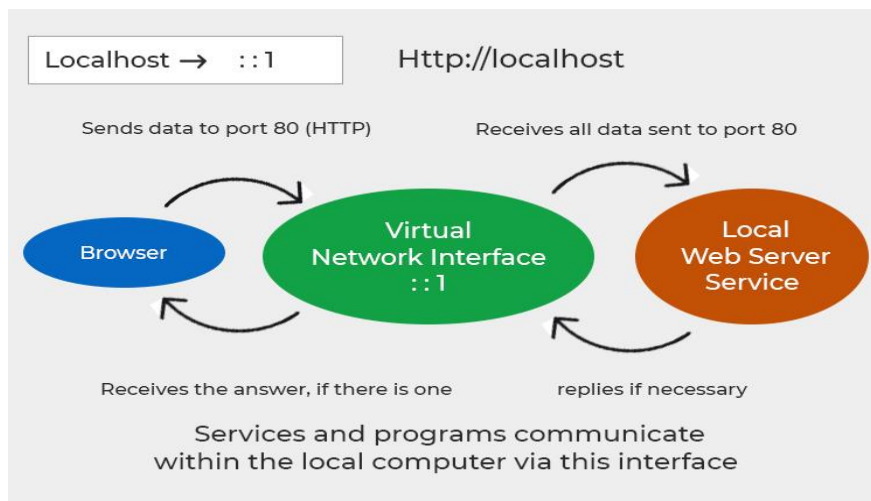 Localhost → ::1
Http://localhost
Sends data to port 80 (HTTP)
Receives all data sent to port 80
Browser
Virtual
Network Interface
::1
Local
Web Server
Service
Receives the answer, if there is one
replies if necessary
Services and programs communicate
within the local computer via this interface